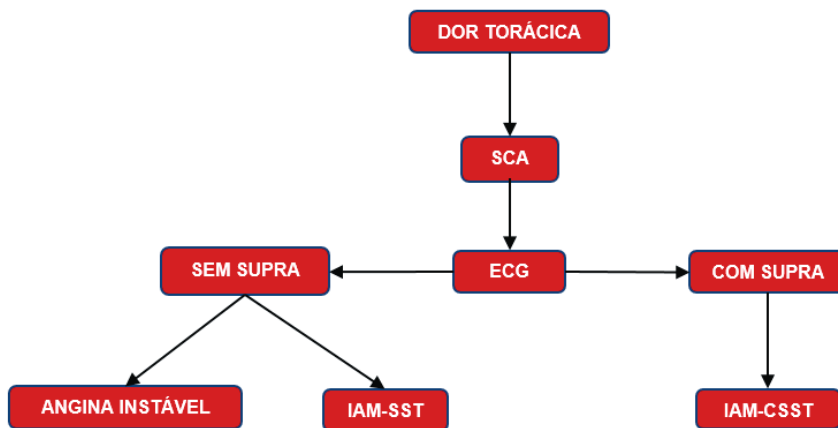 DOR TORÁCICA
SCA
SEM SUPRA
ECG
COM SUPRA
ANGINA INSTÁVEL
IAM-SST
IAM-CSST